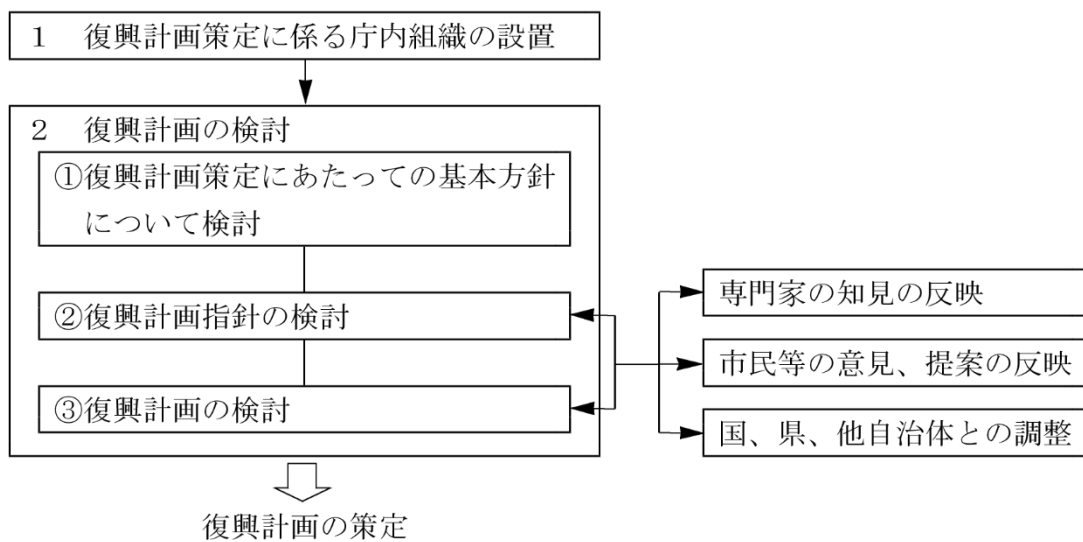 1 復興計画策定に係る庁内組織の設置
2 復興計画の検討
①復興計画策定にあたっての基本方針
について検討
②復興計画指針の検討
③復興計画の検討
専門家の知見の反映
市民等の意見、提案の反映
国、県、他自治体との調整
復興計画の策定